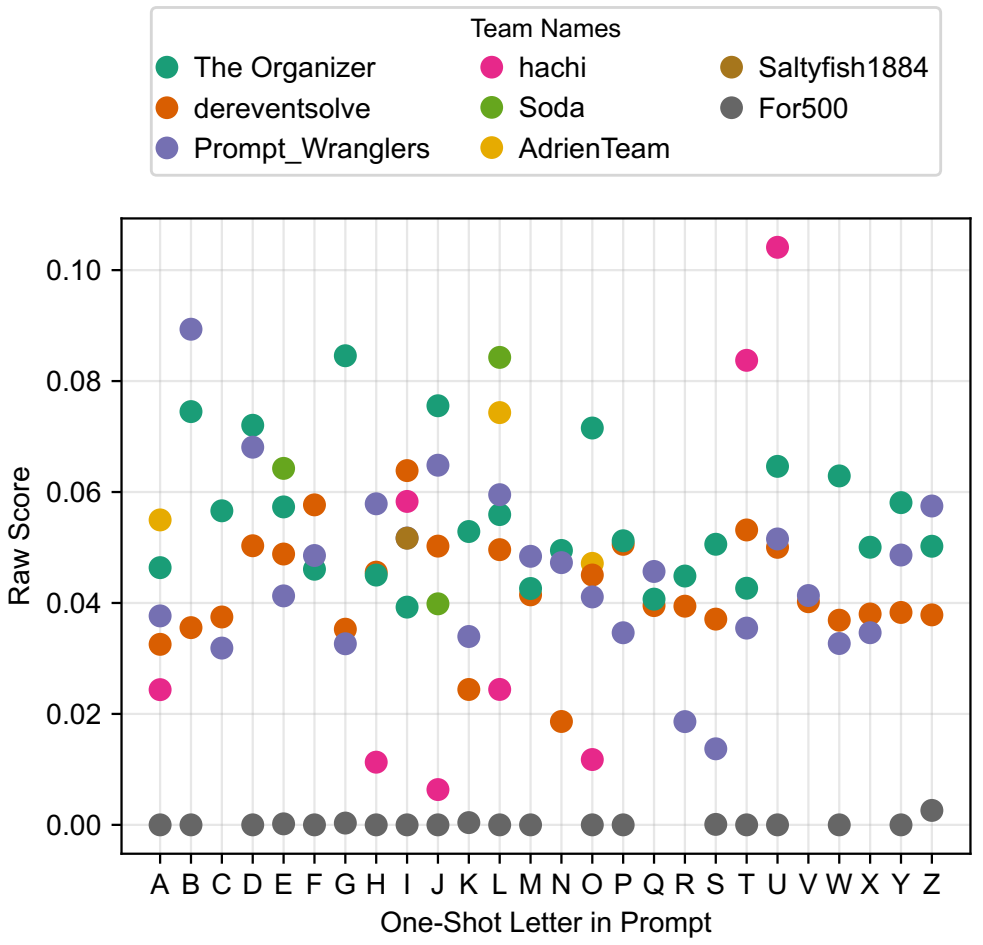 Team Names
The Organizer
dereventsolve
Prompt_Wranglers
hachi
Soda
AdrienTeam
Saltyfish1884
For500
Raw Score
0.10
0.08
0.06
0.04
0.02
0.00
A B C D E F G H I J K L M N O P Q R S T U V W X Y Z
One-Shot Letter in Prompt